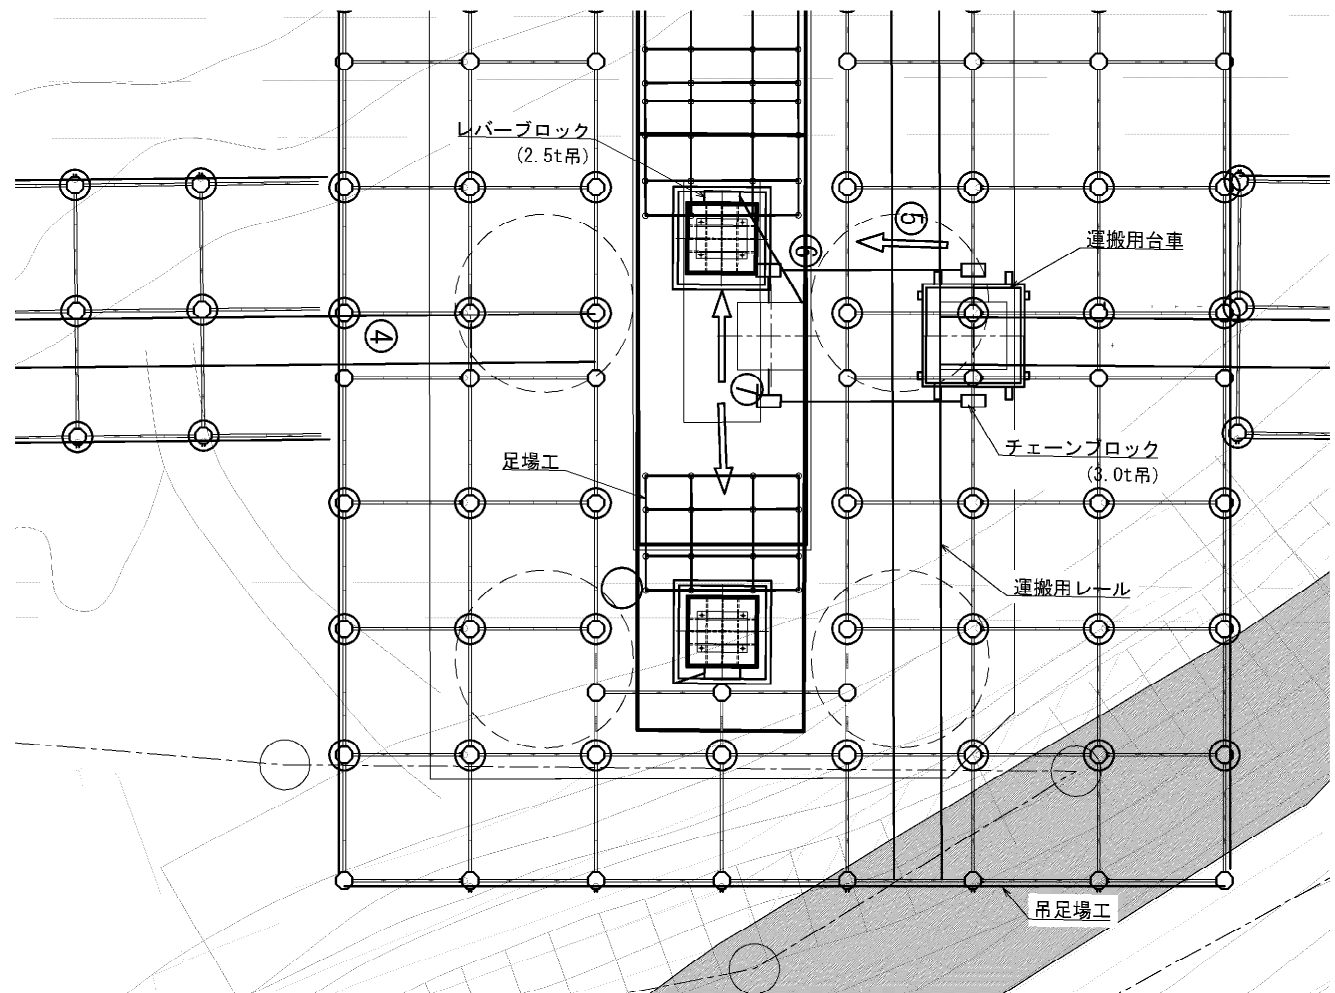 レバーブロック
(2.5t吊)
⑤
運搬用台車
⑥
④
⑦
チェーンブロック
(3.0t吊)
足場工
運搬用レール
吊足場工